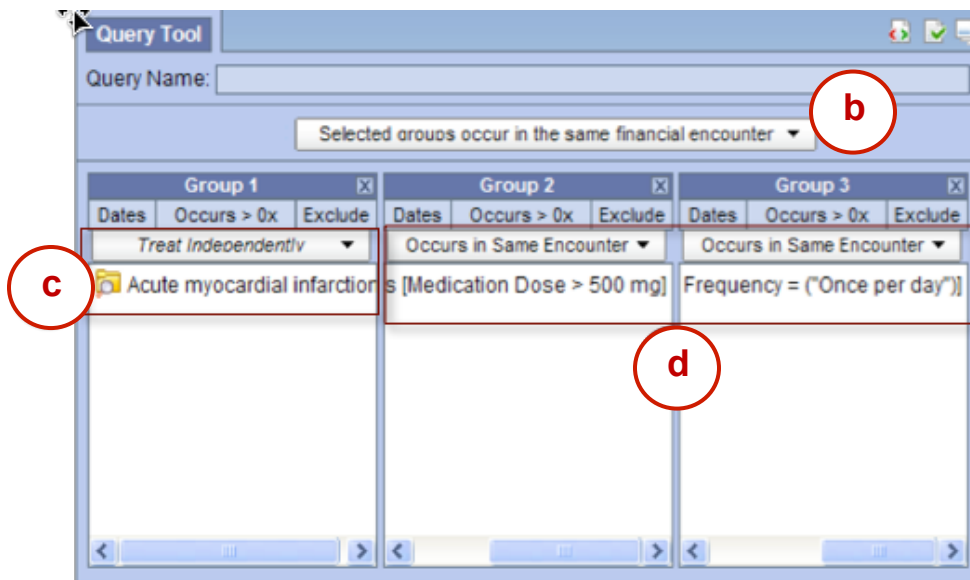 Query Tool
Query Name:
b
Selected groups occur in the same financial encounter
Group 1 Group 2 Group 3
Dates Occurs > 0x Exclude Dates Occurs > 0x Exclude Dates Occurs > 0x Exclude
Treat Independently Occurs in Same Encounter Occurs in Same Encounter
c
Acute myocardial infarction s [Medication Dose > 500 mg] Frequency = ("Once per day")]
d